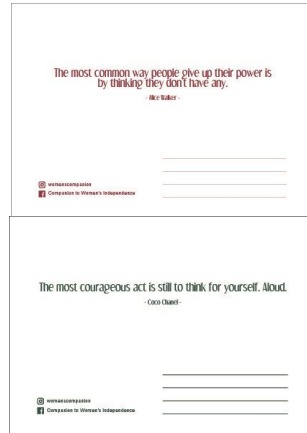 The most common way people give up their power is
by thinking they don't have any.
- Alice Walker -
womanscompanion
Companion to Woman's Independence
The most courageous act is still to think for yourself. Aloud.
- Coco Chanel -
womanscompanion
Companion to Woman's Independence